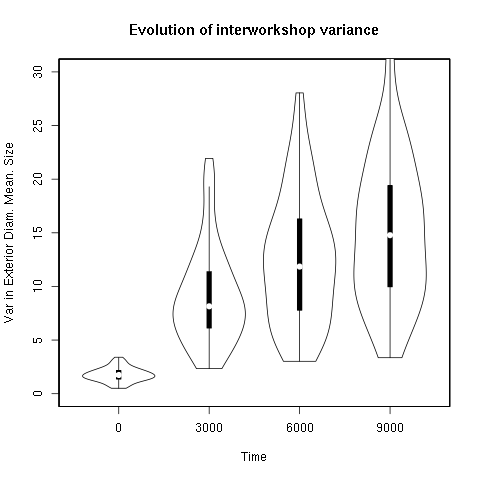 Evolution of interworkshop variance
Var in Exterior Diam. Mean. Size
30
25
20
15
10
5
0
0 3000 6000 9000
Time